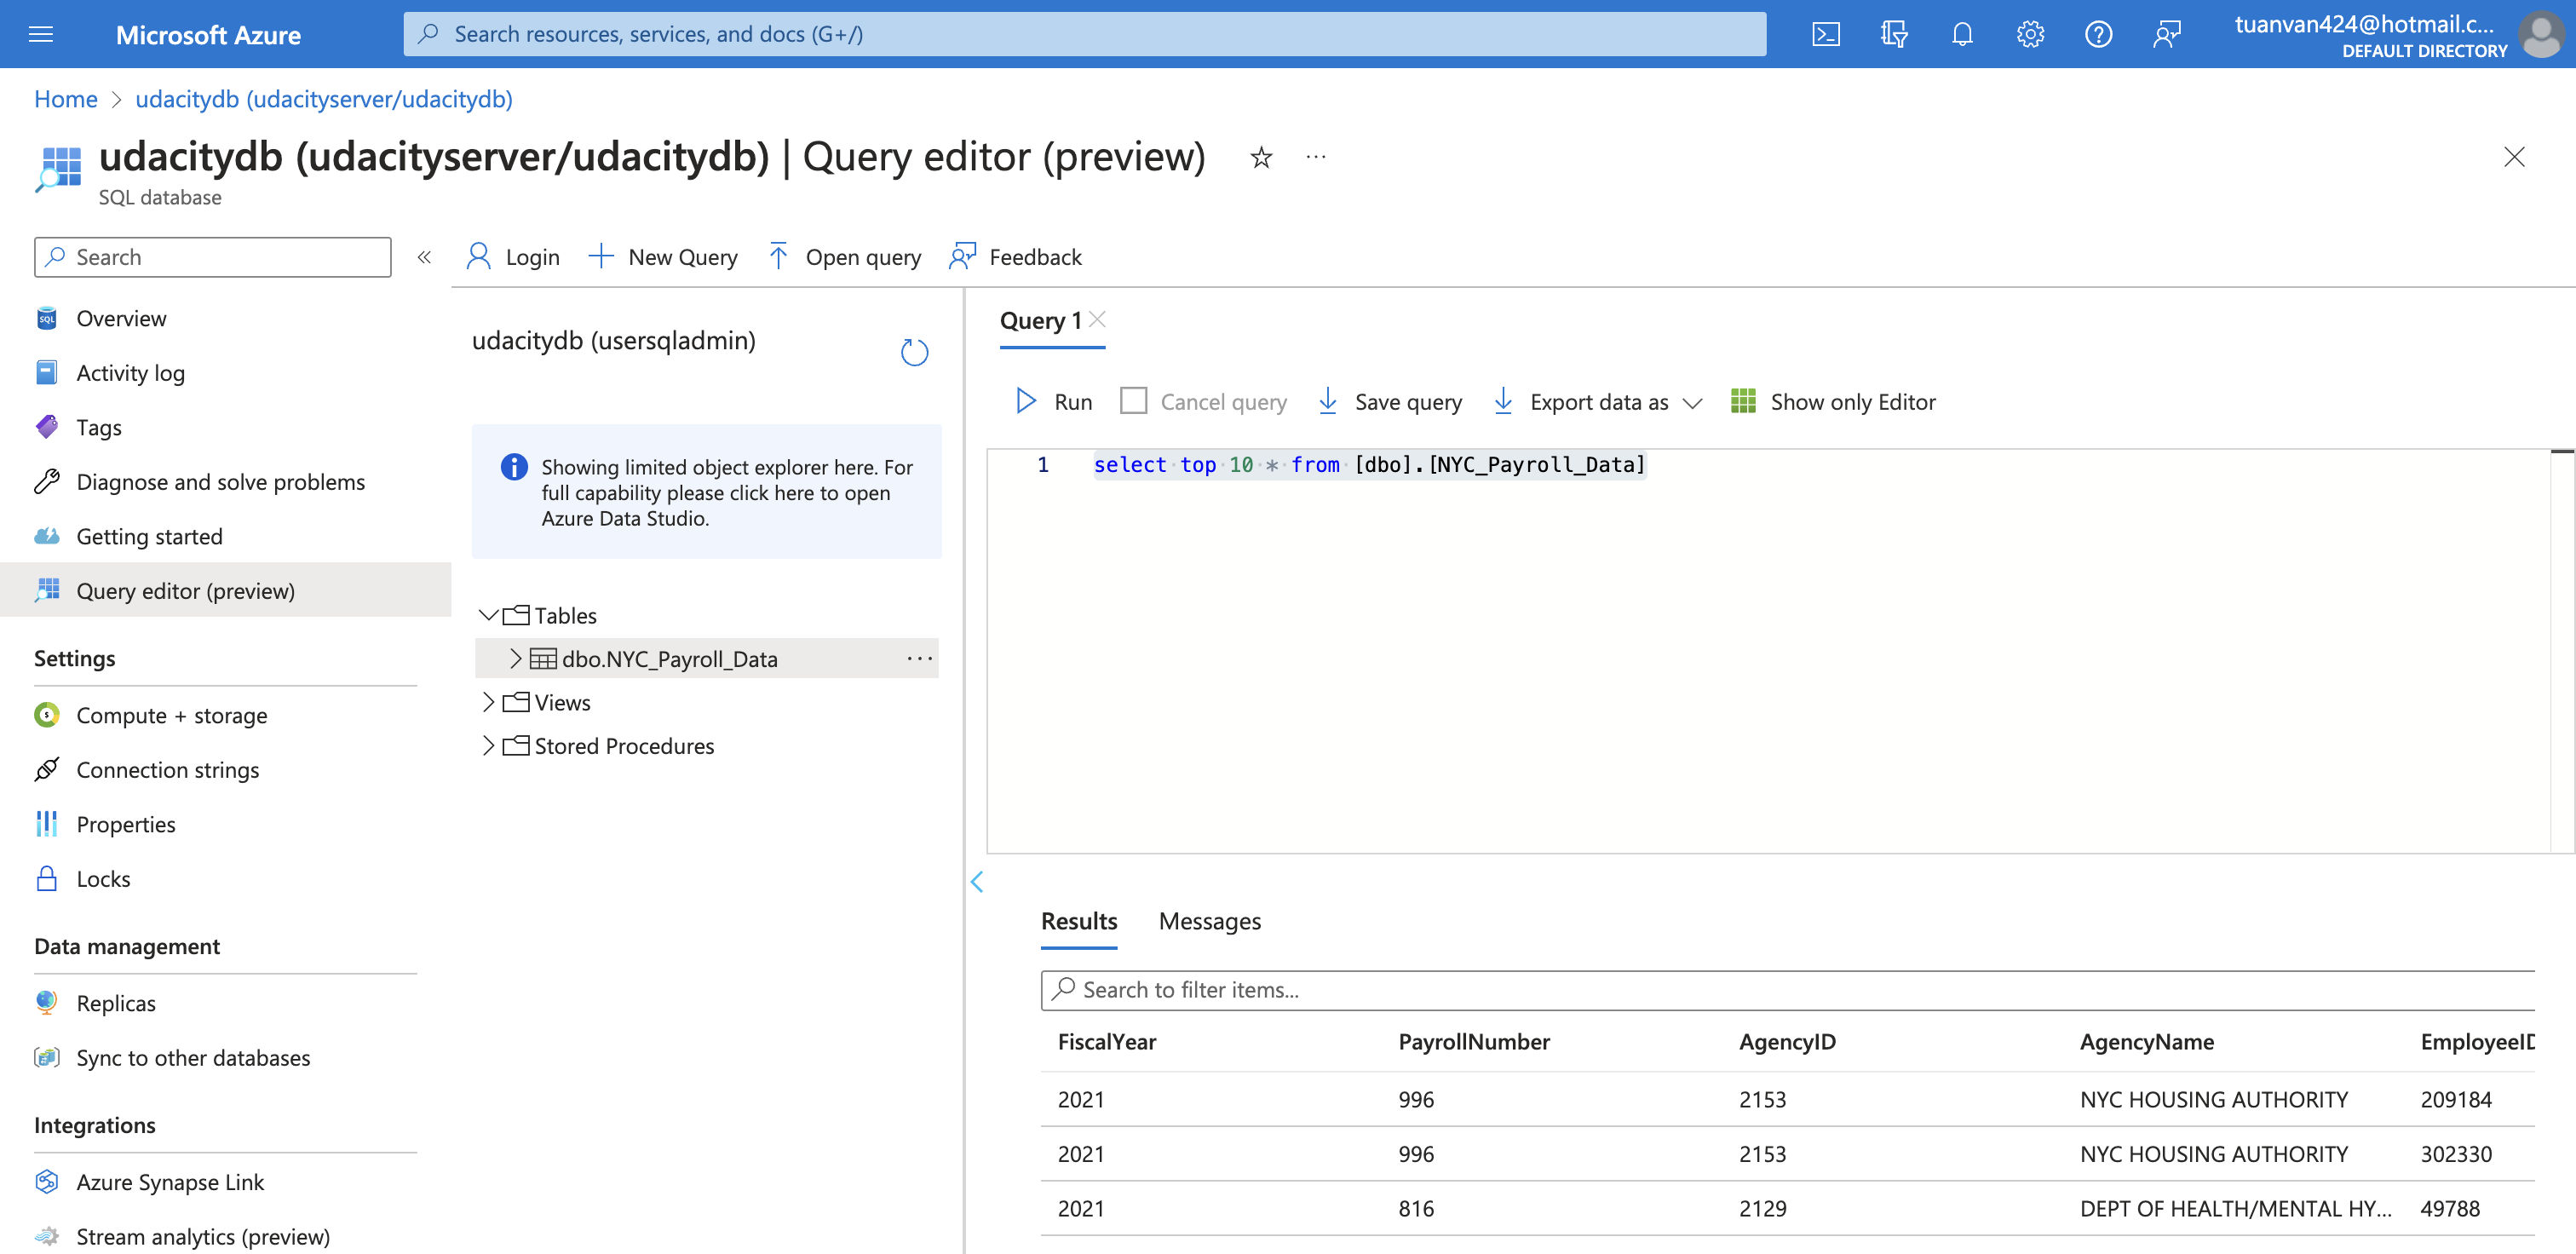 Microsoft Azure
Search resources, services, and docs (G+/)
tuanvan424@hotmail.c...
DEFAULT DIRECTORY
Home > udacitydb (udacityserver/udacitydb)
udacitydb (udacityserver/udacitydb) | Query editor (preview)
SQL database
Search
Login
New Query
Open query
Feedback
Overview
Activity log
Tags
Diagnose and solve problems
Getting started
Query editor (preview)
Settings
Compute + storage
Connection strings
Properties
Locks
Data management
Replicas
Sync to other databases
Integrations
Azure Synapse Link
Stream analytics (preview)
udacitydb (usersqladmin)
Showing limited object explorer here. For
full capability please click here to open
Azure Data Studio.
Tables
dbo.NYC_Payroll_Data
Views
Stored Procedures
Query 1
Run
Cancel query
Save query
Export data as
Show only Editor
1 select top 10 * from [dbo].[NYC_Payroll_Data]
Results
Messages
Search to filter items...
FiscalYear PayrollNumber AgencyID AgencyName EmployeeID
2021 996 2153 NYC HOUSING AUTHORITY 209184
2021 996 2153 NYC HOUSING AUTHORITY 302330
2021 816 2129 DEPT OF HEALTH/MENTAL HY... 49788